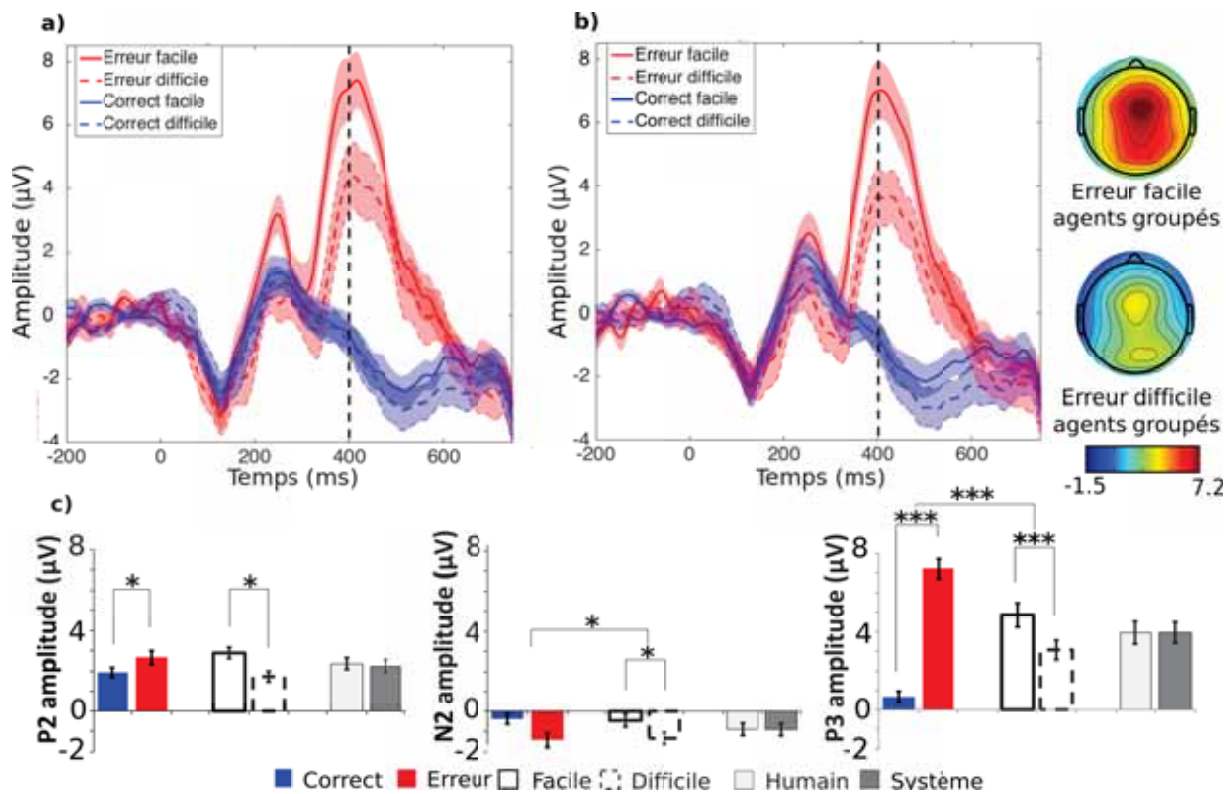 a)
8
6
4
2
0
-2
-4
Amplitude (µV)
Erreur facile
Erreur difficile
Correct facile
Correct difficile
-200
0
200
400
600
Temps (ms)
b)
8
6
4
2
0
-2
-4
Amplitude (µV)
Erreur facile
Erreur difficile
Correct facile
Correct difficile
-200
0
200
400
600
Temps (ms)
Erreur facile
agents groupés
Erreur difficile
agents groupés
-1.5
7.2
c)
P2 amplitude (µV)
8
4
0
-2
*
*
N2 amplitude (µV)
8
4
0
-2
*
*
P3 amplitude (µV)
8
4
0
-2
***
***
***
Correct Erreur Facile Difficile Humain Système